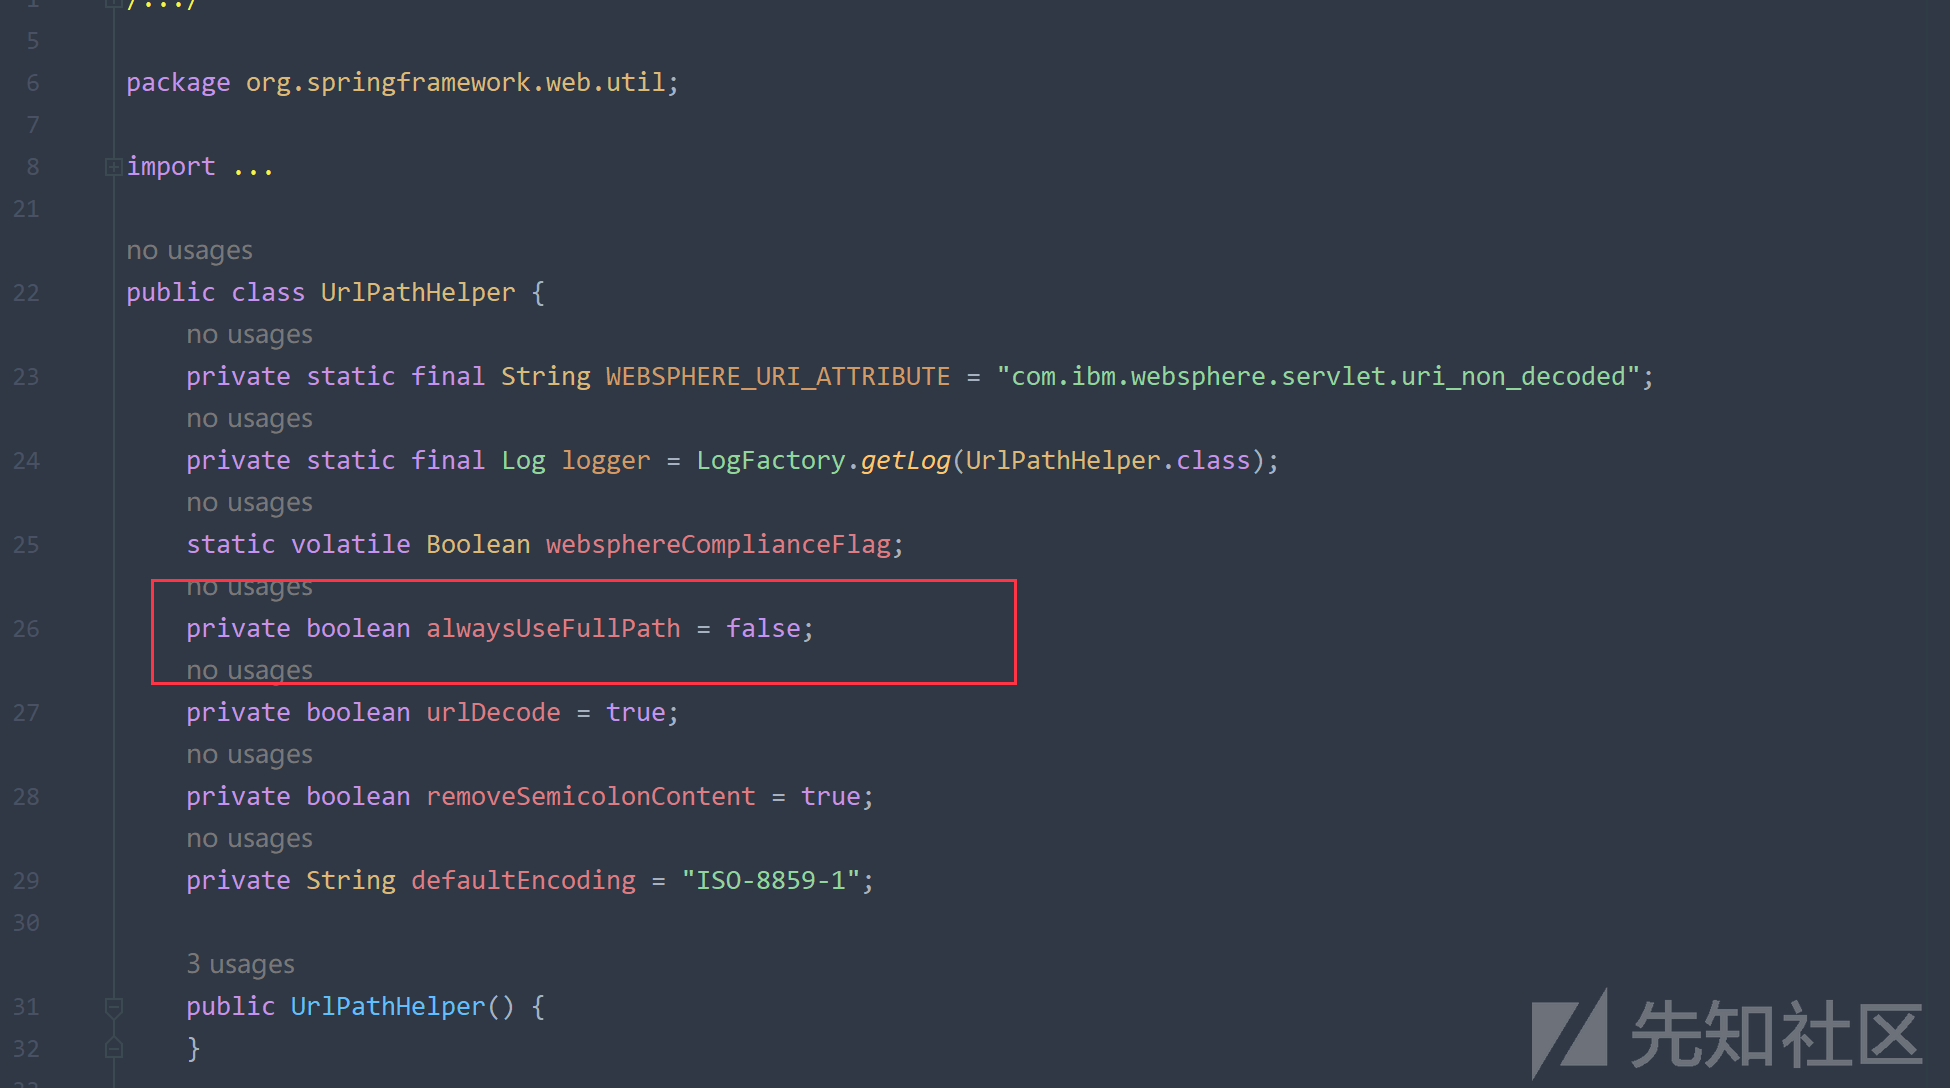 1 /.../
5
6 package org.springframework.web.util;
7
8 import ...
21
no usages
22 public class UrlPathHelper {
no usages
23 private static final String WEBSPHERE_URI_ATTRIBUTE = "com.ibm.websphere.servlet.uri_non_decoded";
no usages
24 private static final Log logger = LogFactory.getLog(UrlPathHelper.class);
no usages
25 static volatile Boolean websphereComplianceFlag;
no usages
26 private boolean alwaysUseFullPath = false;
no usages
27 private boolean urlDecode = true;
no usages
28 private boolean removeSemicolonContent = true;
no usages
29 private String defaultEncoding = "ISO-8859-1";
30
3 usages
31 public UrlPathHelper() {
32 }
33
先知社区